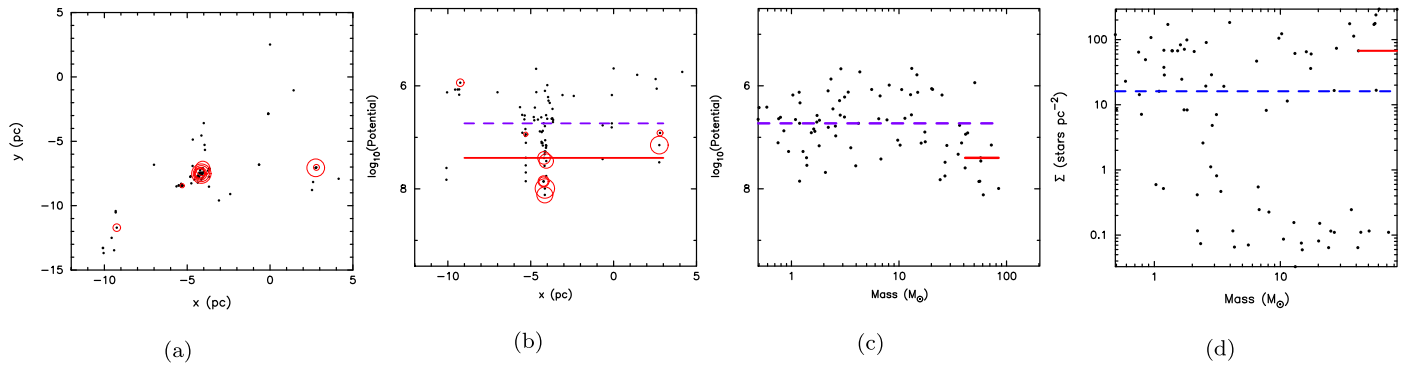 5
0
−5
−10
−15
y (pc)
−10 −5 0 5
x (pc)
(a)
6
8
log₁₀(Potential)
−10 −5 0 5
x (pc)
(b)
6
8
log₁₀(Potential)
1 10 100
Mass (M☉)
(c)
100
10
1
0.1
Σ (stars pc⁻²)
1 10
Mass (M☉)
(d)